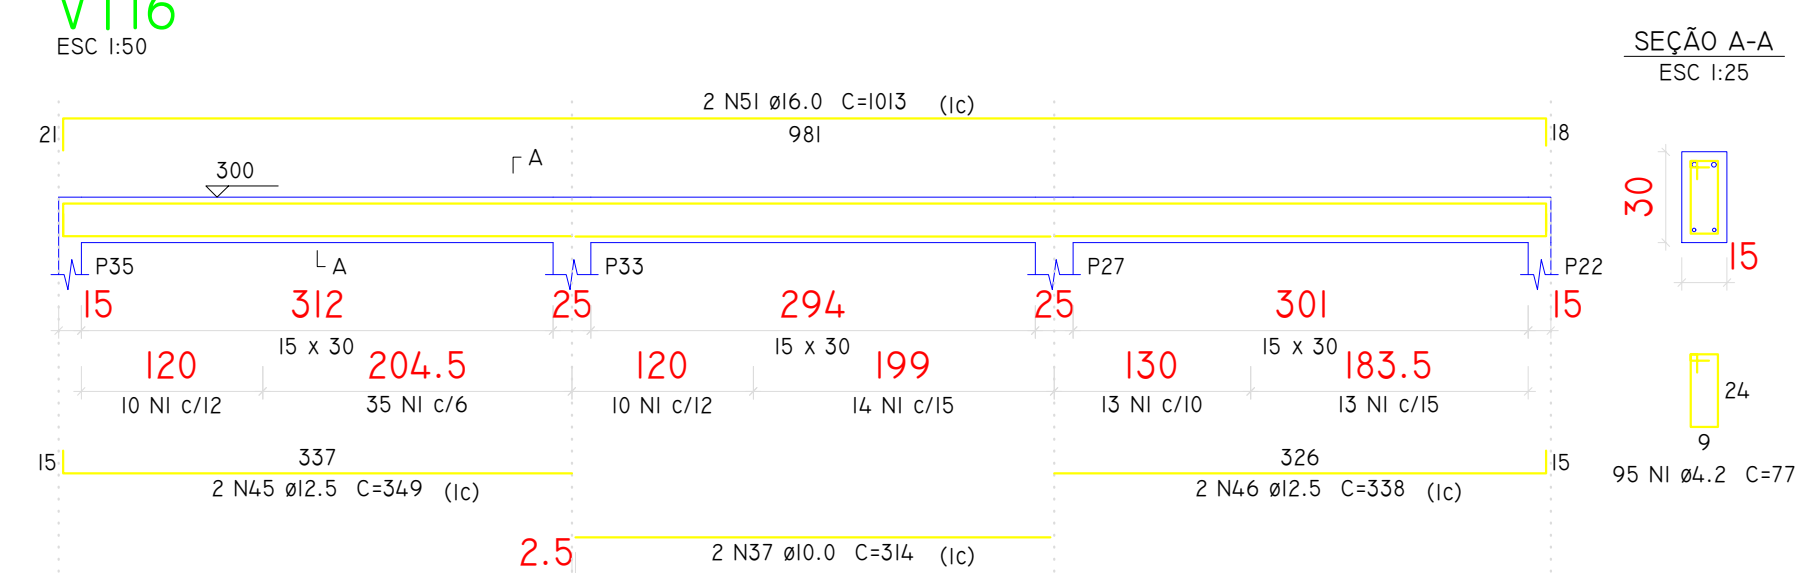 V116
ESC 1:50
SEÇÃO A-A
ESC 1:25
2 N51 ø16.0 C=1013 (1c)
21
981
18
A
300
30
A
P35
P33
P27
P22
15
15
312
25
294
25
301
15
15 x 30
15 x 30
15 x 30
120
204.5
120
199
130
183.5
10 N1 c/12
35 N1 c/6
10 N1 c/12
14 N1 c/15
13 N1 c/10
13 N1 c/15
24
9
95 N1 ø4.2 C=77
15
337
326
15
2 N45 ø12.5 C=349 (1c)
2 N46 ø12.5 C=338 (1c)
2.5
2 N37 ø10.0 C=314 (1c)